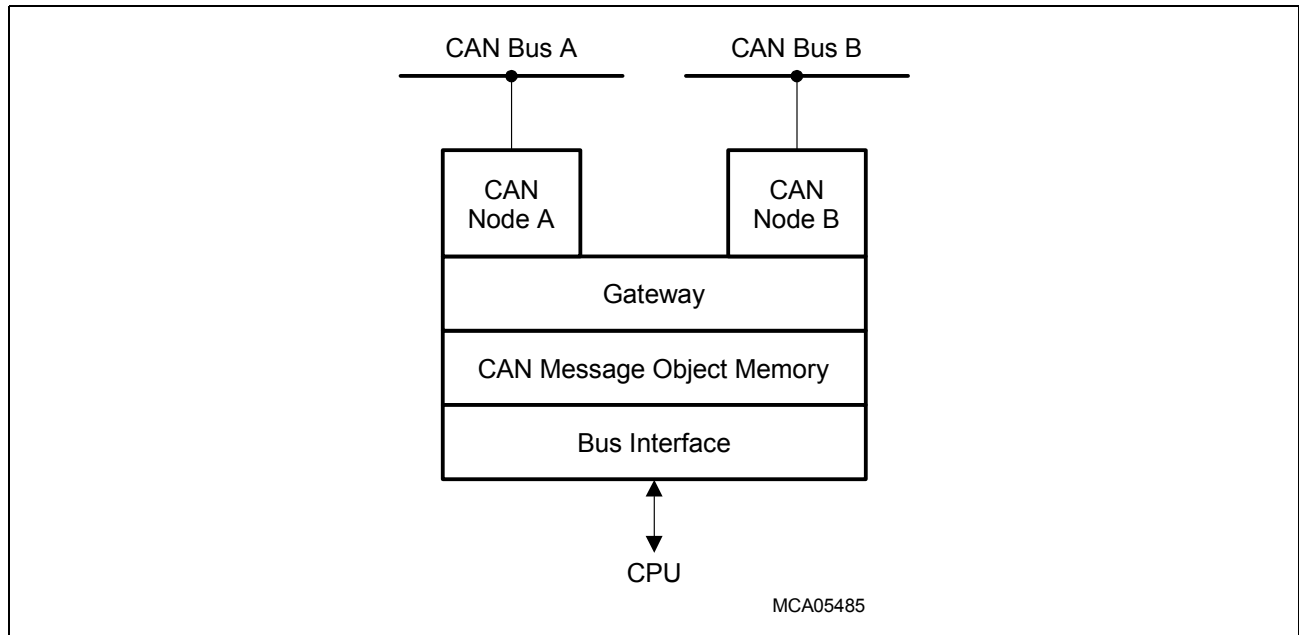 CAN Bus A
CAN Bus B
CAN
Node A
CAN
Node B
Gateway
CAN Message Object Memory
Bus Interface
CPU
MCA05485